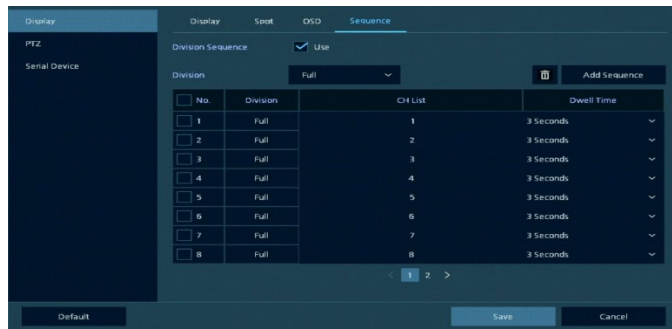 Display
PTZ
Serial Device
Display Spot OSD Sequence
Division Sequence Use
Division Full Add Sequence
No. Division CH List Dwell Time
1 Full 1 3 Seconds
2 Full 2 3 Seconds
3 Full 3 3 Seconds
4 Full 4 3 Seconds
5 Full 5 3 Seconds
6 Full 6 3 Seconds
7 Full 7 3 Seconds
8 Full 8 3 Seconds
< 1 2 >
Default Save Cancel